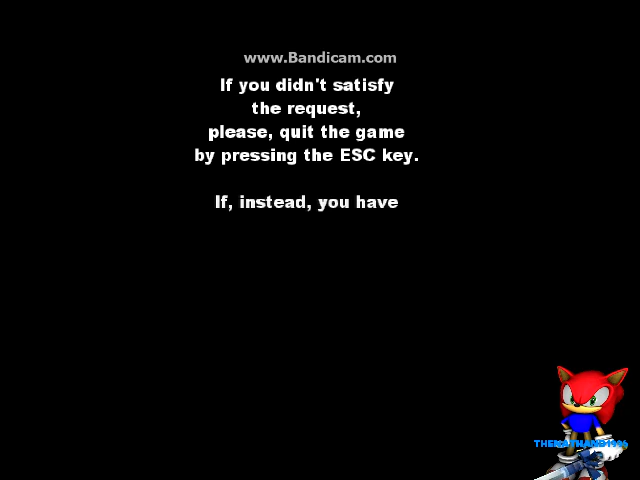 www.Bandicam.com
If you didn't satisfy
the request,
please, quit the game
by pressing the ESC key.
If, instead, you have